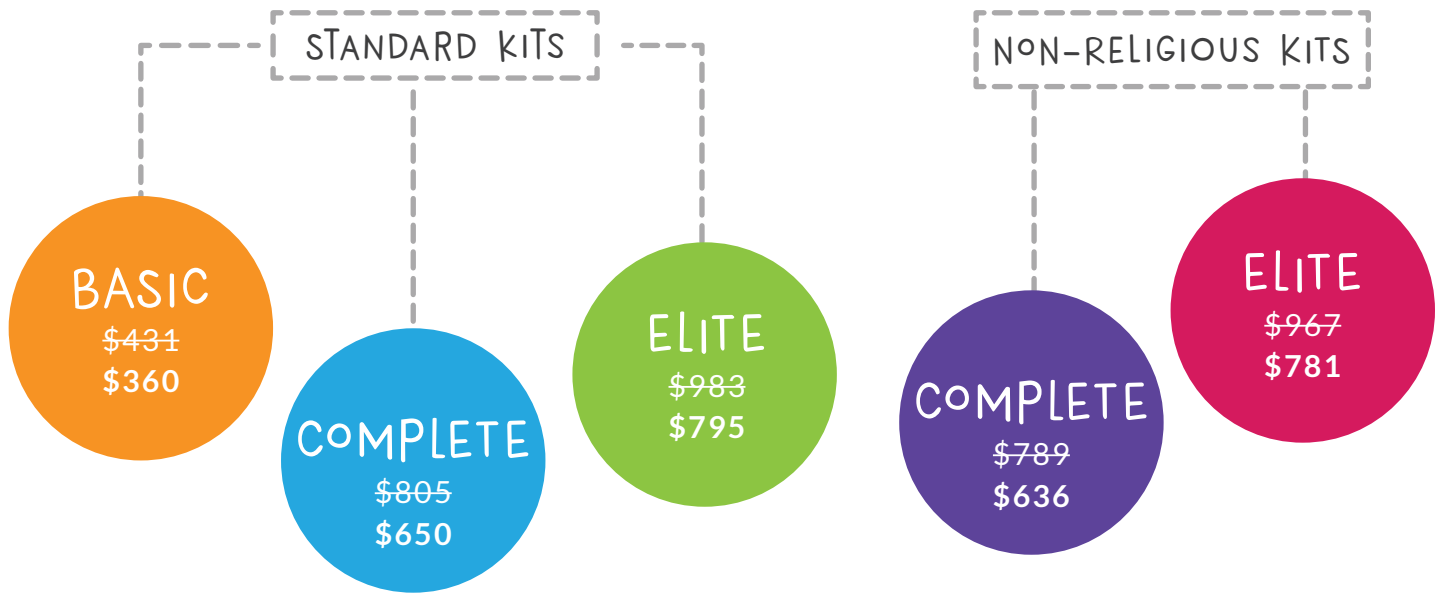 STANDARD KITS
BASIC
$431
$360
COMPLETE
$805
$650
ELITE
$983
$795
NON-RELIGIOUS KITS
COMPLETE
$789
$636
ELITE
$967
$781